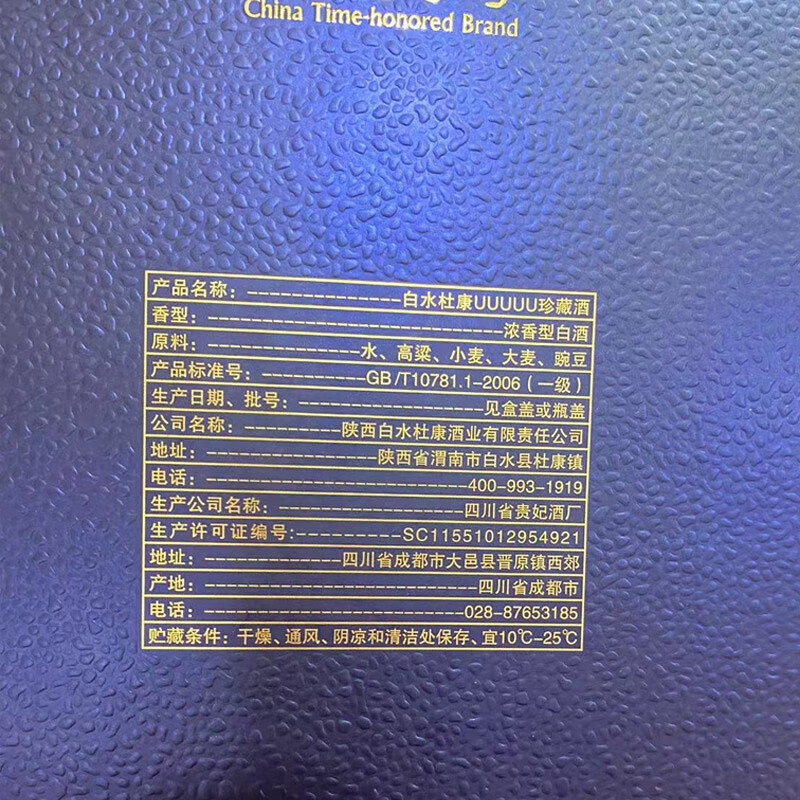 China Time-honored Brand
产品名称：--------------白水杜康UUUUU珍藏酒
香型：--------------------------浓香型白酒
原料：--------------水、高粱、小麦、大麦、豌豆
产品标准号：----------GB/T10781.1-2006（一级）
生产日期、批号：-----------------见盒盖或瓶盖
公司名称：---------陕西白水杜康酒业有限责任公司
地址：---------------陕西省渭南市白水县杜康镇
电话：-----------------------400-993-1919
生产公司名称：-----------------四川省贵妃酒厂
生产许可证编号:----------SC11551012954921
地址：------------四川省成都市大邑县晋原镇西郊
产地：------------------------四川省成都市
电话：-----------------------028-87653185
贮藏条件：干燥、通风、阴凉和清洁处保存、宜10℃-25℃